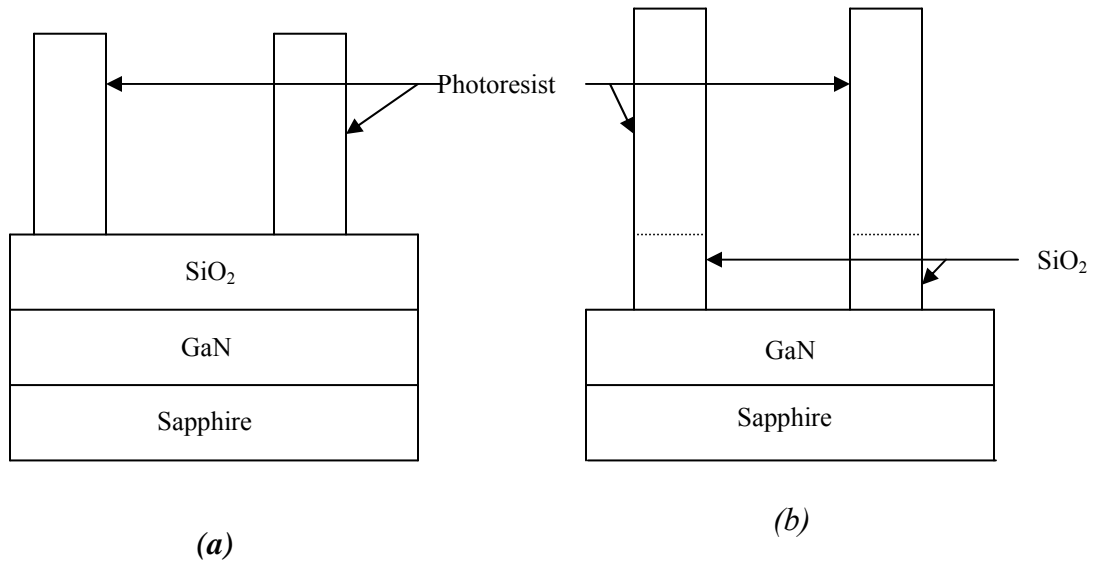 Photoresist
SiO₂
GaN
Sapphire
(a)
SiO₂
GaN
Sapphire
(b)